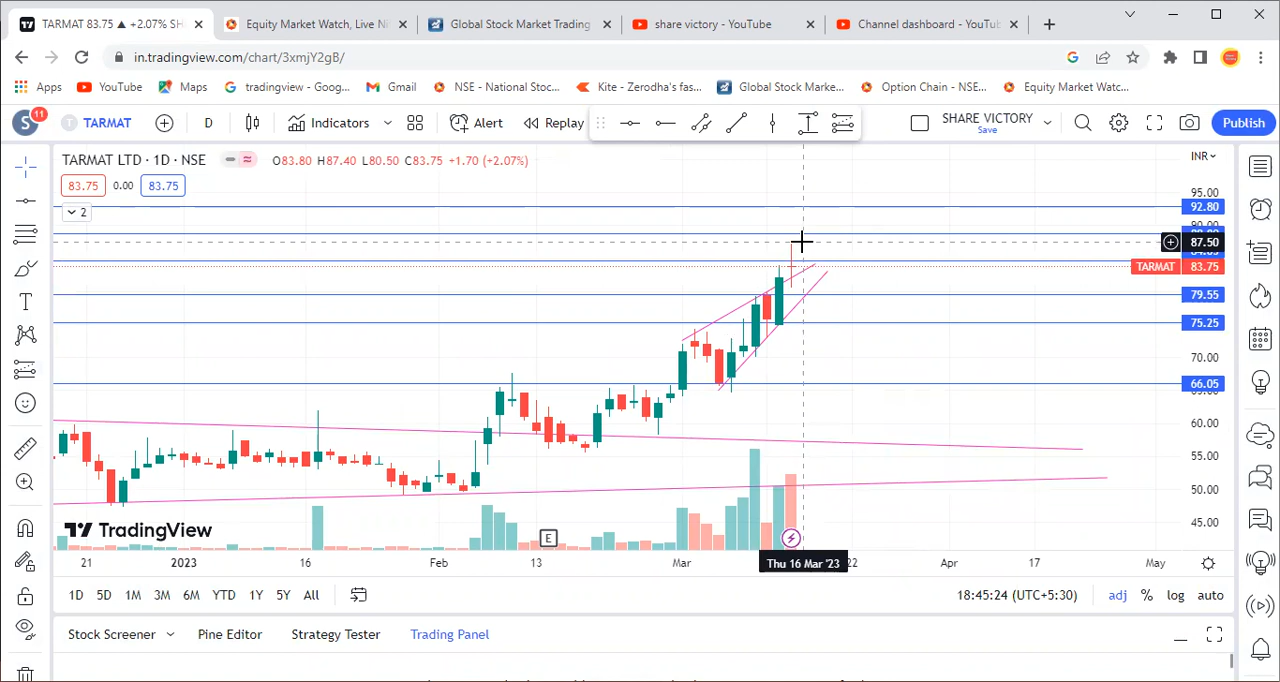 TARMAT 83.75 ▲ +2.07% SH
Equity Market Watch, Live Ni
Global Stock Market Trading
share victory - YouTube
Channel dashboard - YouTu
in.tradingview.com/chart/3xmjY2gB/
Apps
YouTube
Maps
tradingview - Goog...
Gmail
NSE - National Stoc...
Kite - Zerodha's fas...
Global Stock Marke...
Option Chain - NSE...
Equity Market Watc...
S
11
T
TARMAT
D
Indicators
Alert
Replay
SHARE VICTORY
Save
Publish
TARMAT LTD · 1D · NSE
O83.80 H87.40 L80.50 C83.75 +1.70 (+2.07%)
INR
83.75
0.00
83.75
2
95.00
92.80
87.50
TARMAT 83.75
79.55
75.25
70.00
66.05
60.00
55.00
50.00
45.00
TradingView
E
21
2023
16
Feb
13
Mar
Thu 16 Mar '23
22
Apr
17
May
1D
5D
1M
3M
6M
YTD
1Y
5Y
All
18:45:24 (UTC+5:30)
adj
%
log
auto
Stock Screener
Pine Editor
Strategy Tester
Trading Panel